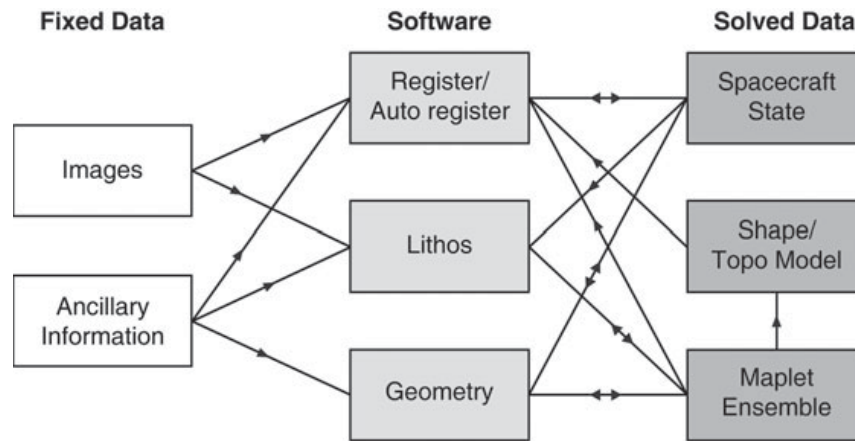 Fixed Data
Software
Solved Data
Images
Ancillary
Information
Register/
Auto register
Lithos
Geometry
Spacecraft
State
Shape/
Topo Model
Maplet
Ensemble